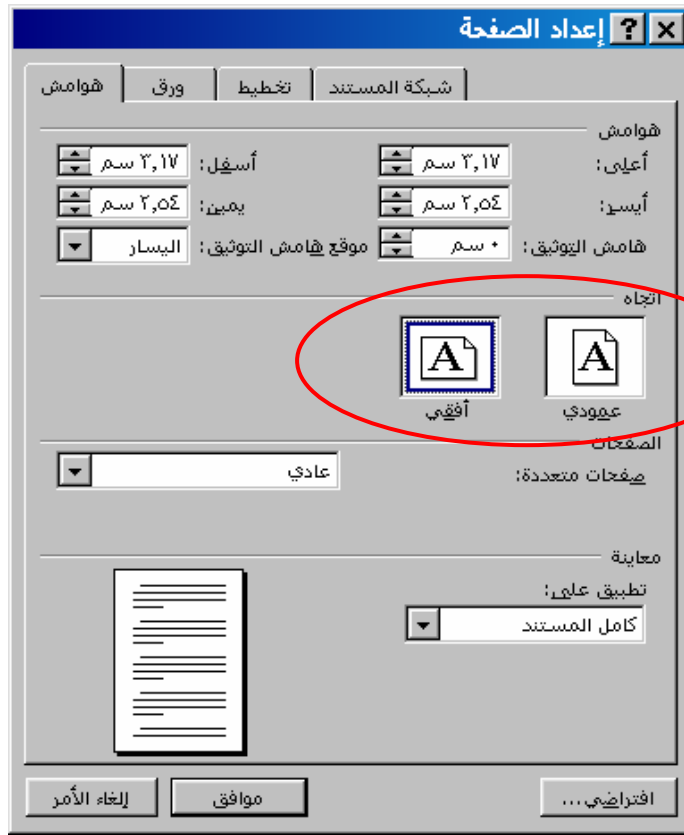 إعداد الصفحة
هوامش ورق تخطيط شبكة المستند
هوامش
أعلى: ٣,١٧ سم أسفل: ٣,١٧ سم
أيسر: ٢,٥٤ سم يمين: ٢,٥٤ سم
هامش التوثيق: ٠ سم موقع هامش التوثيق: اليسار
اتجاه
A A
عمودي أفقي
الصفحات
صفحات متعددة: عادي
معاينة
تطبيق على:
كامل المستند
افتراضي... موافق إلغاء الأمر